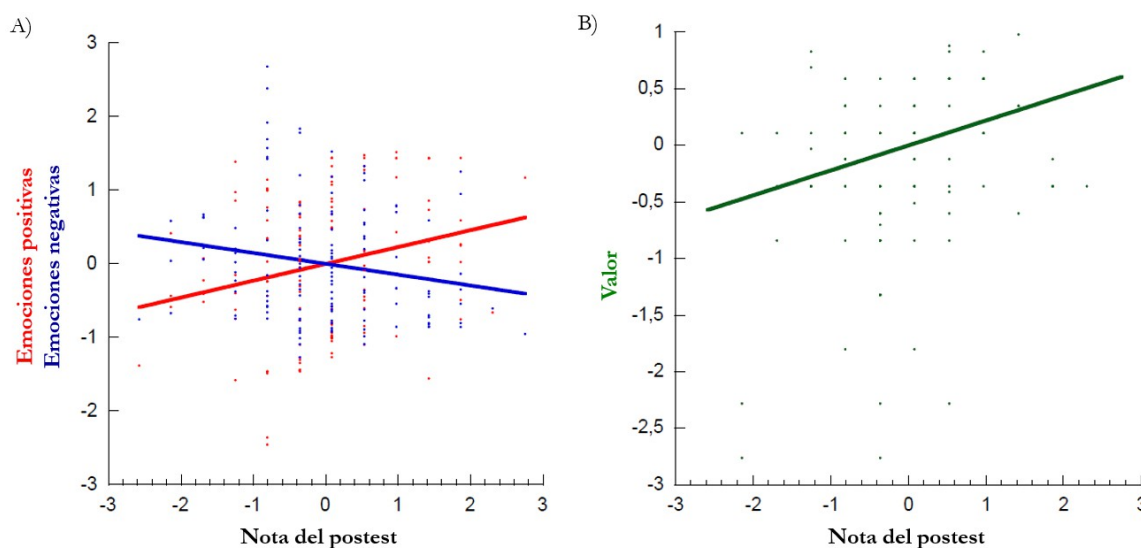 A)
Emociones positivas
Emociones negativas
3
2
1
0
-1
-2
-3
-3 -2 -1 0 1 2 3
Nota del postest
B)
Valor
1
0,5
0
-0,5
-1
-1,5
-2
-2,5
-3
-3 -2 -1 0 1 2 3
Nota del postest